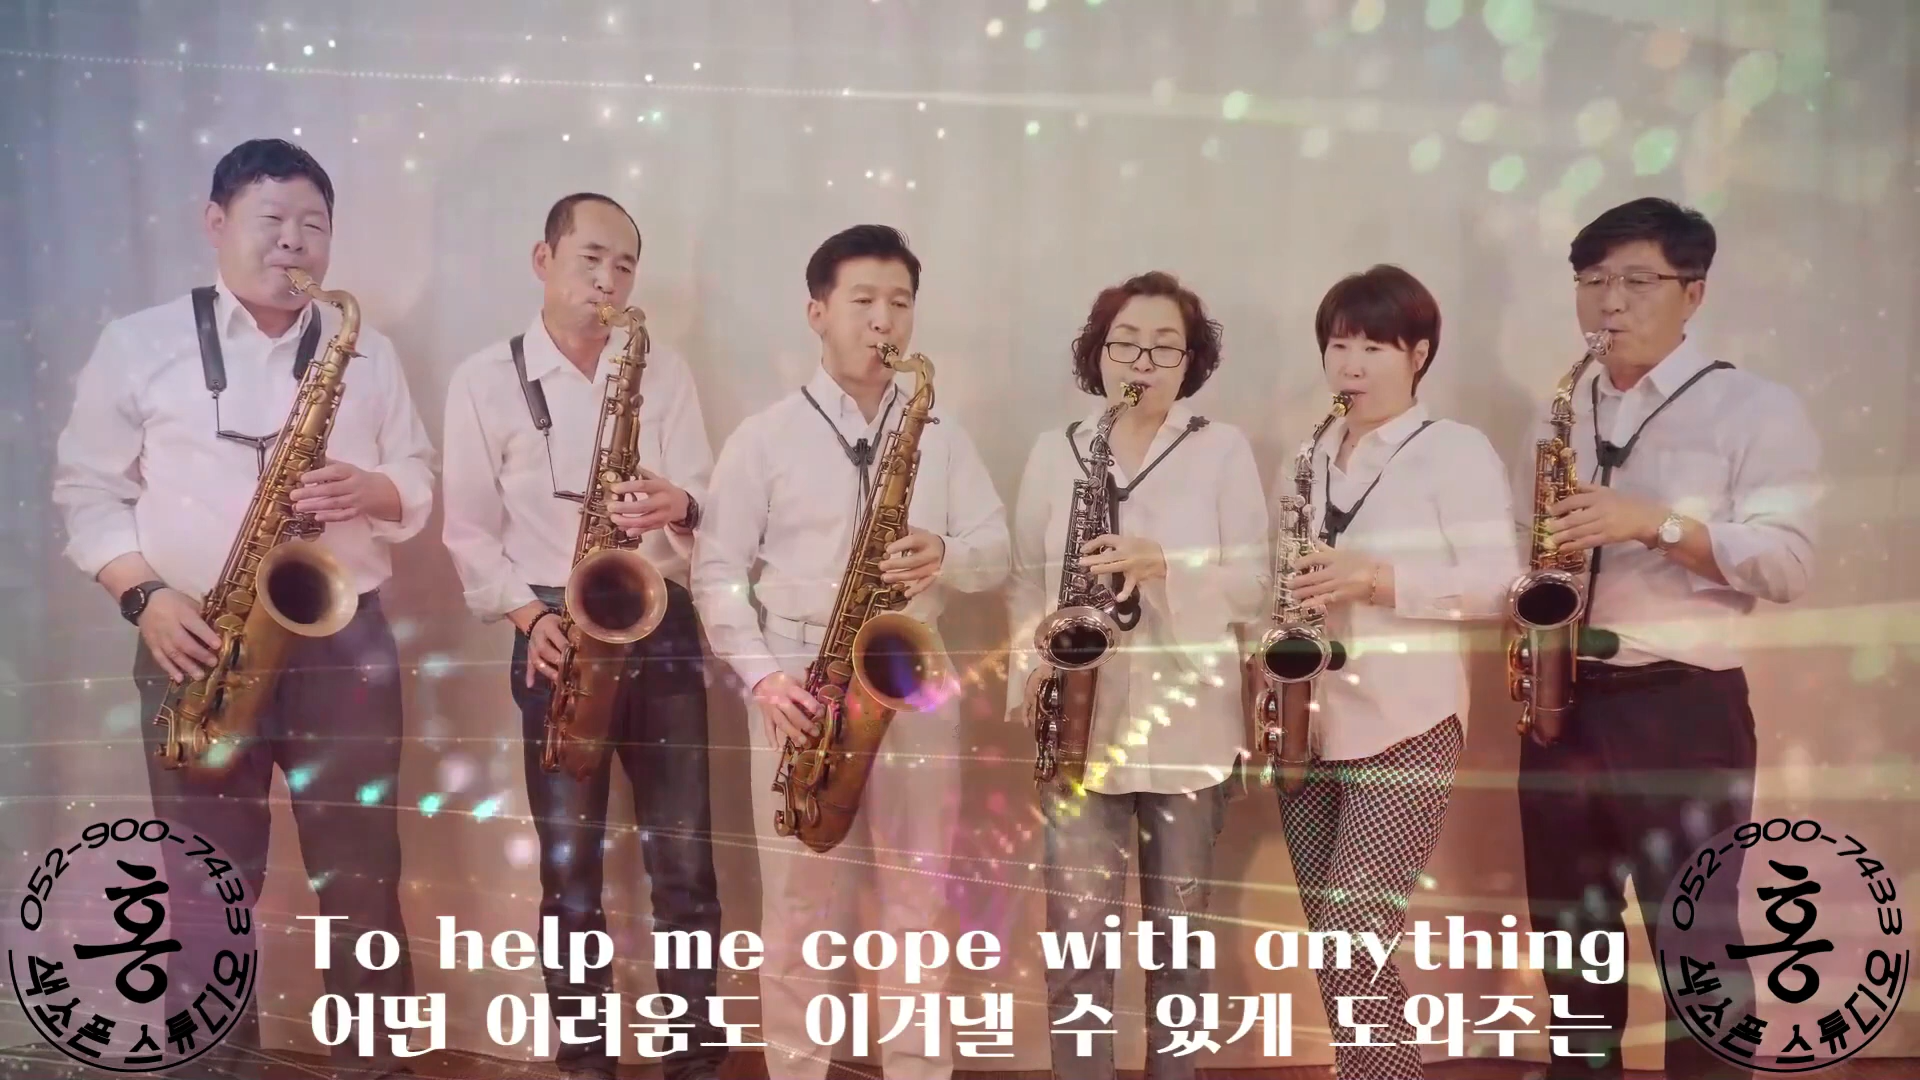 To help me cope with anything
어떤 어려움도 이겨낼 수 있게 도와주는
052-900-7433
홍
색소폰 스튜디오
052-900-7433
홍
색소폰 스튜디오